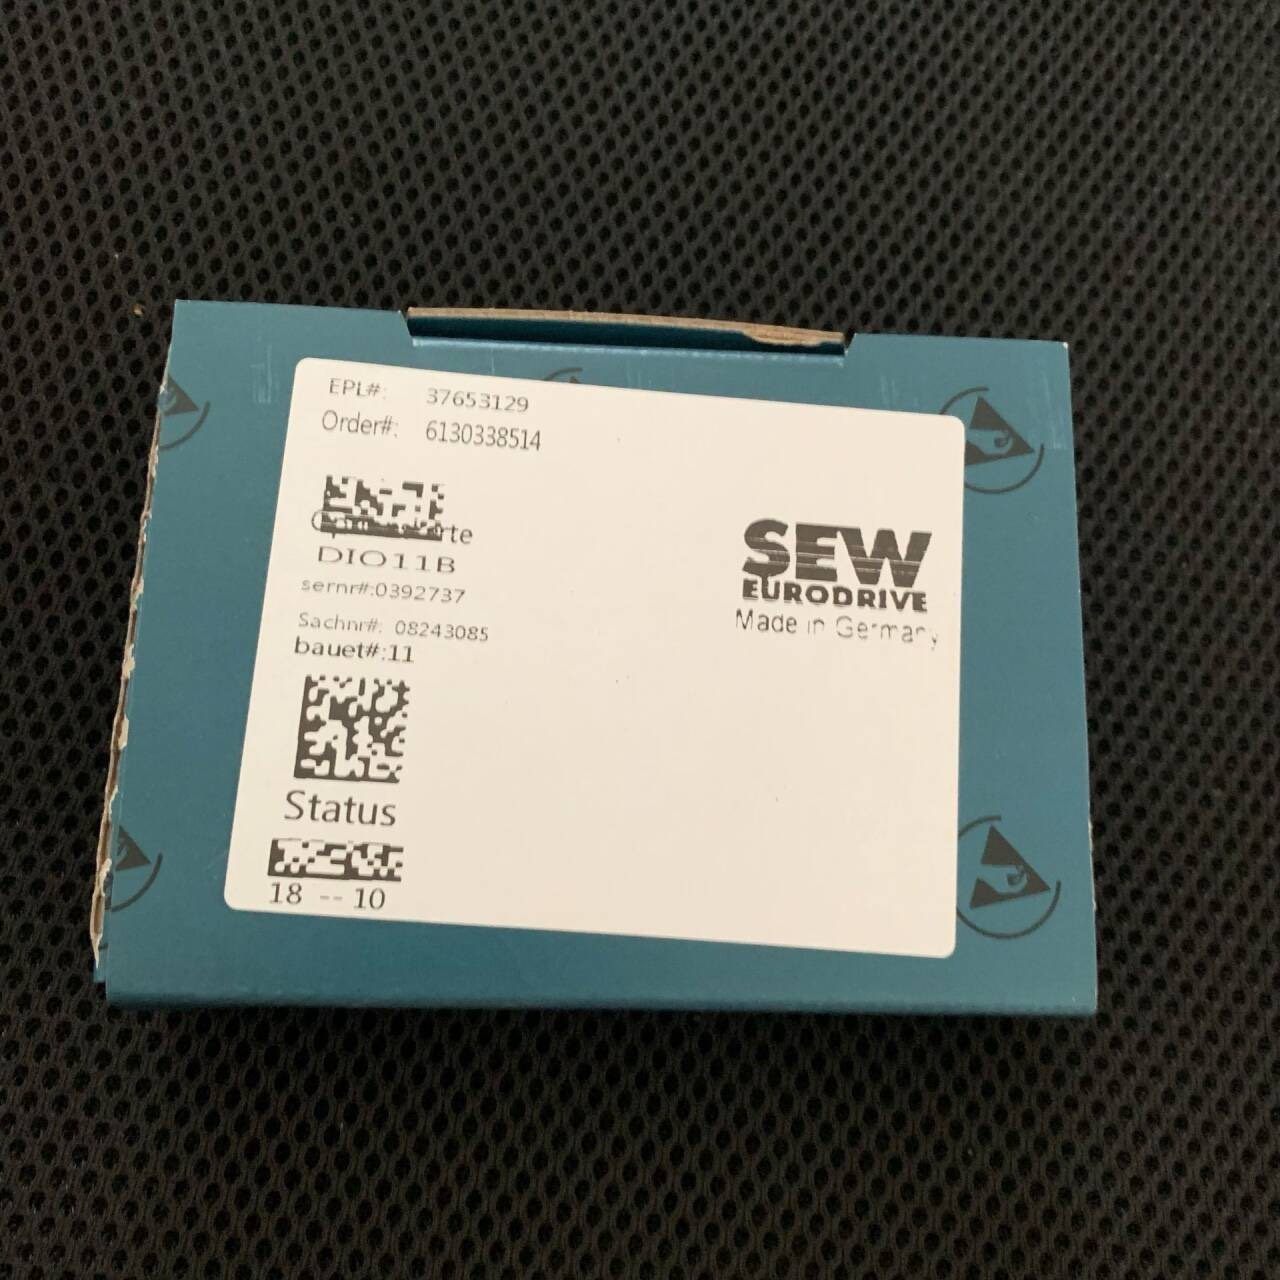 EPL#: 37653129
Order#: 6130338514
DIO11B
sernr#:0392737
Sachnr#: 08243085
bauet#:11
Status
18 -- 10
SEW
EURODRIVE
Made in Germany